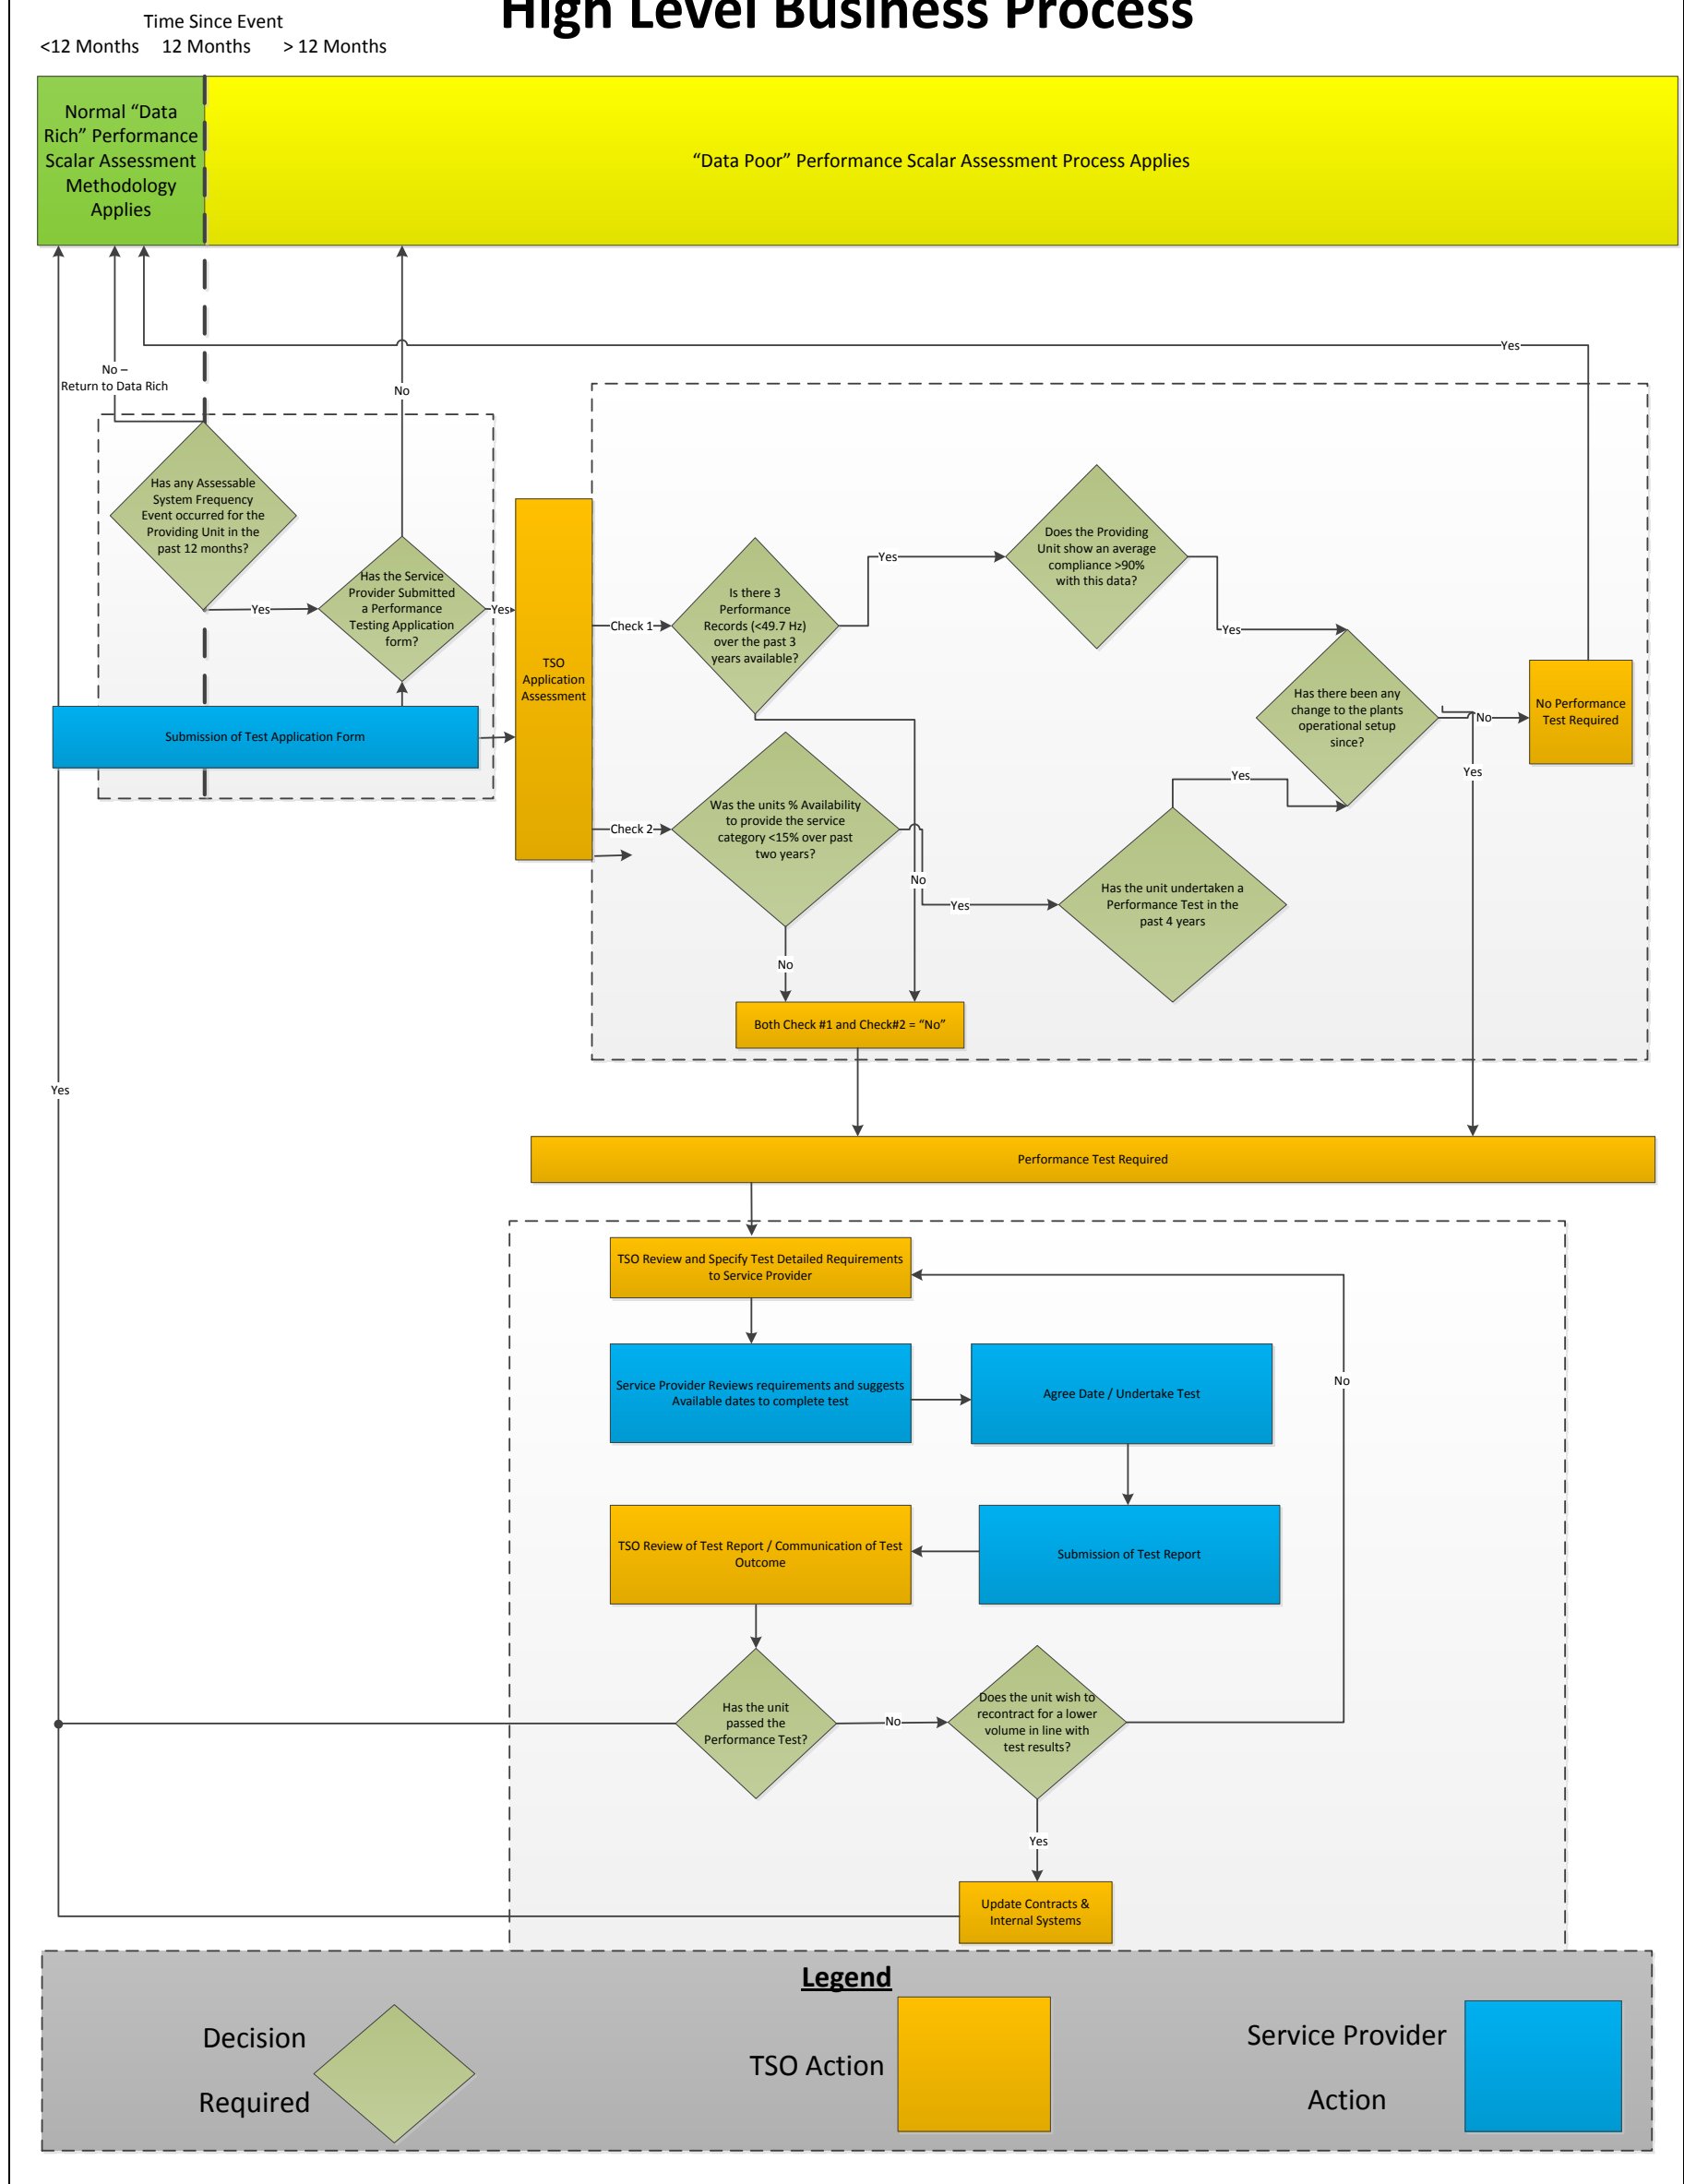 High Level Business Process
Time Since Event
<12 Months 12 Months > 12 Months
Normal “Data
Rich” Performance
Scalar Assessment
Methodology
Applies
“Data Poor” Performance Scalar Assessment Process Applies
Yes
No –
Return to Data Rich
No
Has any Assessable
System Frequency
Event occurred for the
Providing Unit in the
past 12 months?
Yes
Has the Service
Provider Submitted
a Performance
Testing Application
form?
Yes
Submission of Test Application Form
TSO
Application
Assessment
Check 1
Is there 3
Performance
Records (<49.7 Hz)
over the past 3
years available?
Yes
Does the Providing
Unit show an average
compliance >90%
with this data?
Yes
Has there been any
change to the plants
operational setup
since?
No
No Performance
Test Required
Yes
Check 2
Was the units % Availability
to provide the service
category <15% over past
two years?
No
Yes
Has the unit undertaken a
Performance Test in the
past 4 years
Yes
No
Both Check #1 and Check#2 = “No”
Yes
Performance Test Required
TSO Review and Specify Test Detailed Requirements
to Service Provider
Service Provider Reviews requirements and suggests
Available dates to complete test
Agree Date / Undertake Test
No
TSO Review of Test Report / Communication of Test
Outcome
Submission of Test Report
Has the unit
passed the
Performance Test?
No
Does the unit wish to
recontract for a lower
volume in line with
test results?
Yes
Update Contracts &
Internal Systems
Legend
Decision
Required
TSO Action
Service Provider
Action